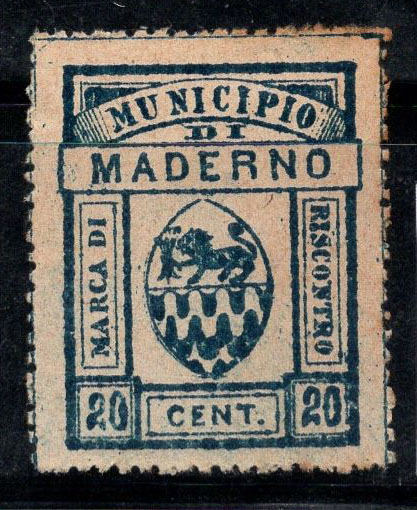 MUNICIPIO
DI
MADERNO
MARCA DI
RISCONTRO
20 CENT. 20